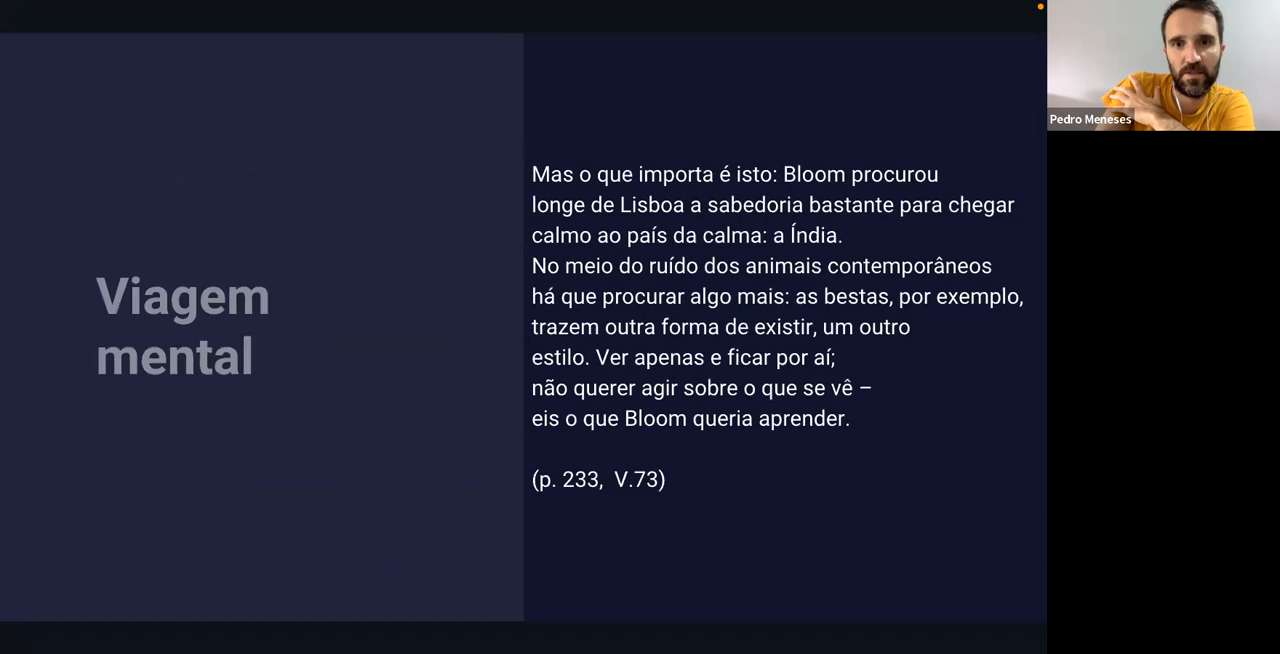 Viagem
mental
Mas o que importa é isto: Bloom procurou
longe de Lisboa a sabedoria bastante para chegar
calmo ao país da calma: a Índia.
No meio do ruído dos animais contemporâneos
há que procurar algo mais: as bestas, por exemplo,
trazem outra forma de existir, um outro
estilo. Ver apenas e ficar por aí;
não querer agir sobre o que se vê –
eis o que Bloom queria aprender.
(p. 233,  V.73)
Pedro Meneses